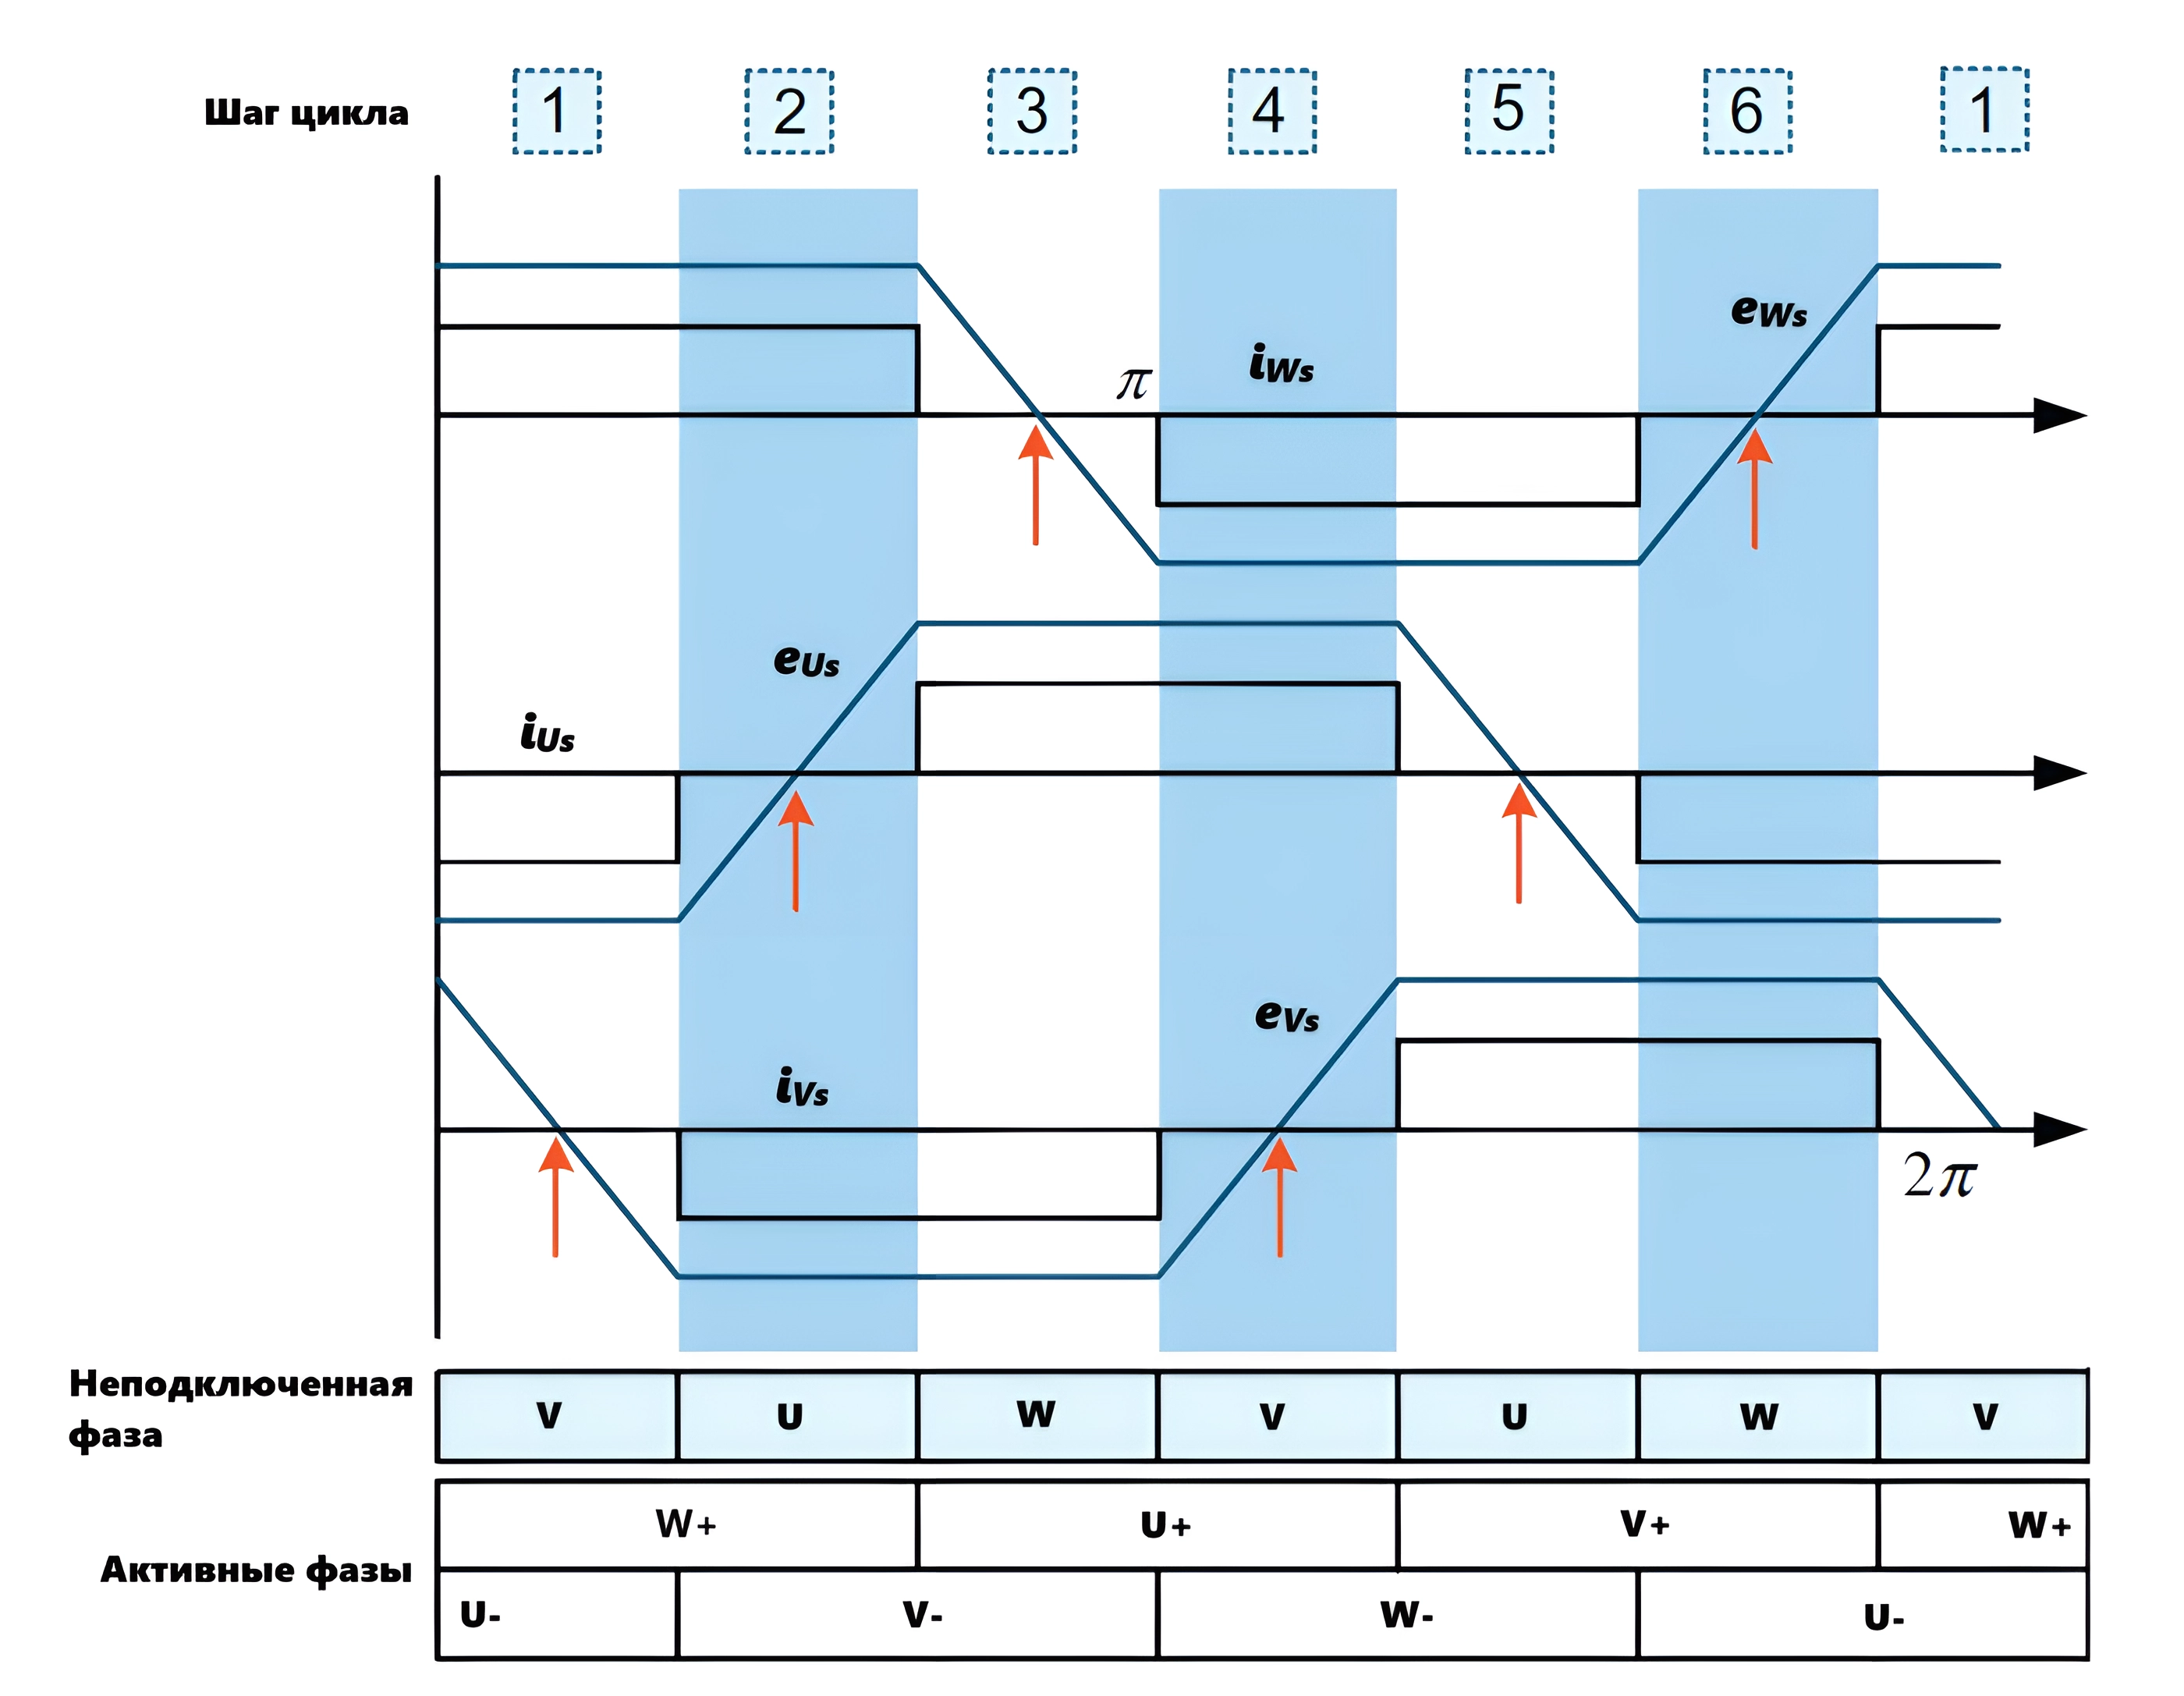 Шаг цикла 1 2 3 4 5 6 1
eWs
iWs
π
eUs
iUs
eVs
iVs
2π
Неподключенная
фаза
V U W V U W V
W+ U+ V+ W+
Активные фазы
U- V- W- U-